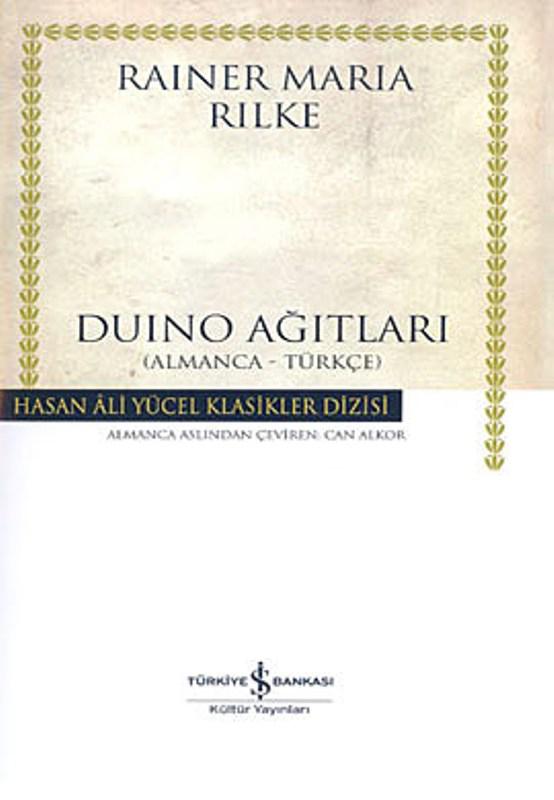 RAINER MARIA
RILKE
DUINO AĞITLARI
(ALMANCA - TÜRKÇE)
HASAN ÂLİ YÜCEL KLASİKLER DİZİSİ
ALMANCA ASLINDAN ÇEVİREN: CAN ALKOR
TÜRKİYE İŞ BANKASI
Kültür Yayınları